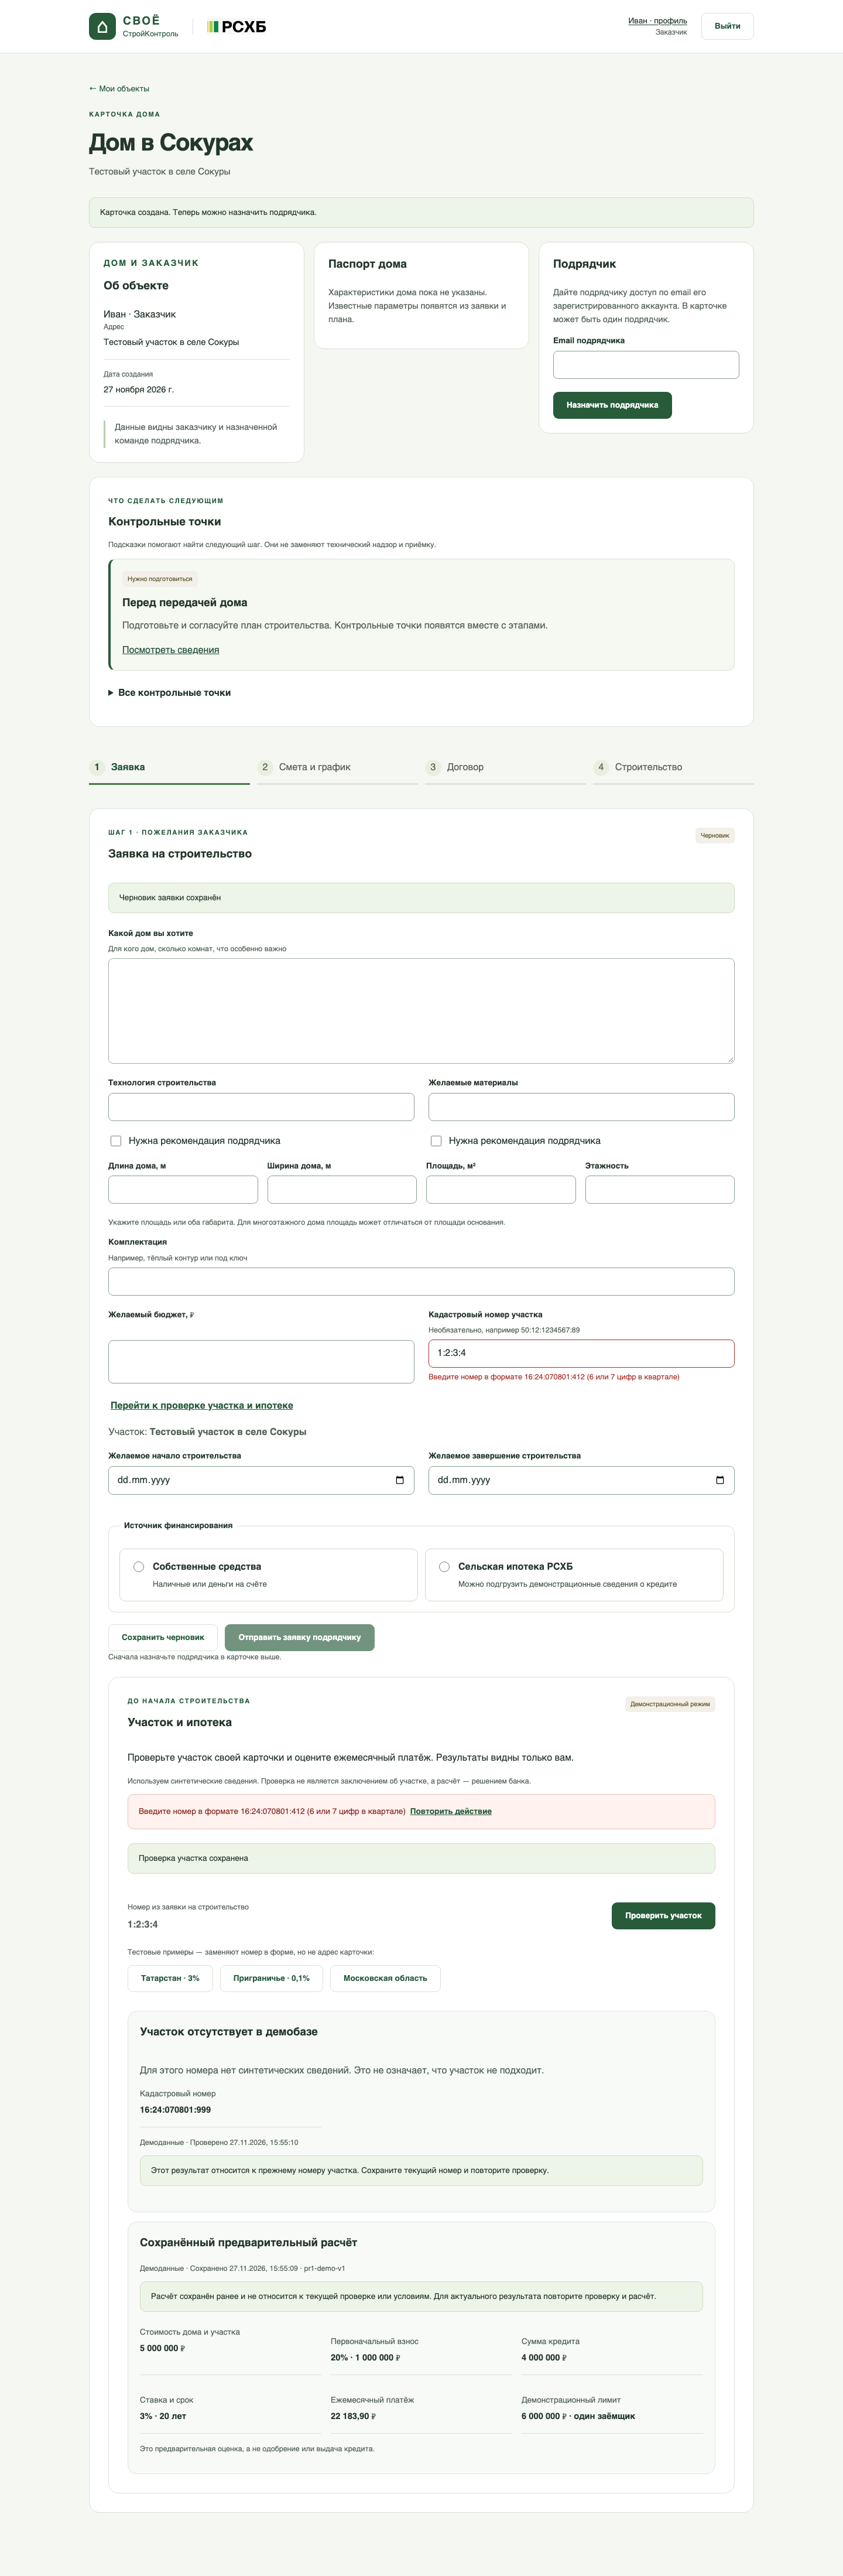 СВОЁ
СтройКонтроль
РСХБ
Иван · профиль
Заказчик
Выйти
← Мои объекты
КАРТОЧКА ДОМА
Дом в Сокурах
Тестовый участок в селе Сокуры
Карточка создана. Теперь можно назначить подрядчика.
ДОМ И ЗАКАЗЧИК
Об объекте
Иван · Заказчик
Адрес
Тестовый участок в селе Сокуры
Дата создания
27 ноября 2026 г.
Данные видны заказчику и назначенной
команде подрядчика.
Паспорт дома
Характеристики дома пока не указаны.
Известные параметры появятся из заявки и
плана.
Подрядчик
Дайте подрядчику доступ по email его
зарегистрированного аккаунта. В карточке
может быть один подрядчик.
Email подрядчика
Назначить подрядчика
ЧТО СДЕЛАТЬ СЛЕДУЮЩИМ
Контрольные точки
Подсказки помогают найти следующий шаг. Они не заменяют технический надзор и приёмку.
Нужно подготовиться
Перед передачей дома
Подготовьте и согласуйте план строительства. Контрольные точки появятся вместе с этапами.
Посмотреть сведения
Все контрольные точки
1 Заявка
2 Смета и график
3 Договор
4 Строительство
ШАГ 1 · ПОЖЕЛАНИЯ ЗАКАЗЧИКА
Заявка на строительство
Черновик
Черновик заявки сохранён
Какой дом вы хотите
Для кого дом, сколько комнат, что особенно важно
Технология строительства
Желаемые материалы
Нужна рекомендация подрядчика
Нужна рекомендация подрядчика
Длина дома, м
Ширина дома, м
Площадь, м²
Этажность
Укажите площадь или оба габарита. Для многоэтажного дома площадь может отличаться от площади основания.
Комплектация
Например, тёплый контур или под ключ
Желаемый бюджет, ₽
Кадастровый номер участка
Необязательно, например 50:12:1234567:89
1:2:3:4
Введите номер в формате 16:24:070801:412 (6 или 7 цифр в квартале)
Перейти к проверке участка и ипотеке
Участок: Тестовый участок в селе Сокуры
Желаемое начало строительства
Желаемое завершение строительства
dd.mm.yyyy
dd.mm.yyyy
Источник финансирования
Собственные средства
Наличные или деньги на счёте
Сельская ипотека РСХБ
Можно подгрузить демонстрационные сведения о кредите
Сохранить черновик
Отправить заявку подрядчику
Сначала назначьте подрядчика в карточке выше.
ДО НАЧАЛА СТРОИТЕЛЬСТВА
Участок и ипотека
Демонстрационный режим
Проверьте участок своей карточки и оцените ежемесячный платёж. Результаты видны только вам.
Используем синтетические сведения. Проверка не является заключением об участке, а расчёт — решением банка.
Введите номер в формате 16:24:070801:412 (6 или 7 цифр в квартале) Повторить действие
Проверка участка сохранена
Номер из заявки на строительство
1:2:3:4
Проверить участок
Тестовые примеры — заменяют номер в форме, но не адрес карточки:
Татарстан · 3%
Приграничье · 0,1%
Московская область
Участок отсутствует в демобазе
Для этого номера нет синтетических сведений. Это не означает, что участок не подходит.
Кадастровый номер
16:24:070801:999
Демоданные · Проверено 27.11.2026, 15:55:10
Этот результат относится к прежнему номеру участка. Сохраните текущий номер и повторите проверку.
Сохранённый предварительный расчёт
Демоданные · Сохранено 27.11.2026, 15:55:09 · pr1-demo-v1
Расчёт сохранён ранее и не относится к текущей проверке или условиям. Для актуального результата повторите проверку и расчёт.
Стоимость дома и участка
5 000 000 ₽
Первоначальный взнос
20% · 1 000 000 ₽
Сумма кредита
4 000 000 ₽
Ставка и срок
3% · 20 лет
Ежемесячный платёж
22 183,90 ₽
Демонстрационный лимит
6 000 000 ₽ · один заёмщик
Это предварительная оценка, а не одобрение или выдача кредита.